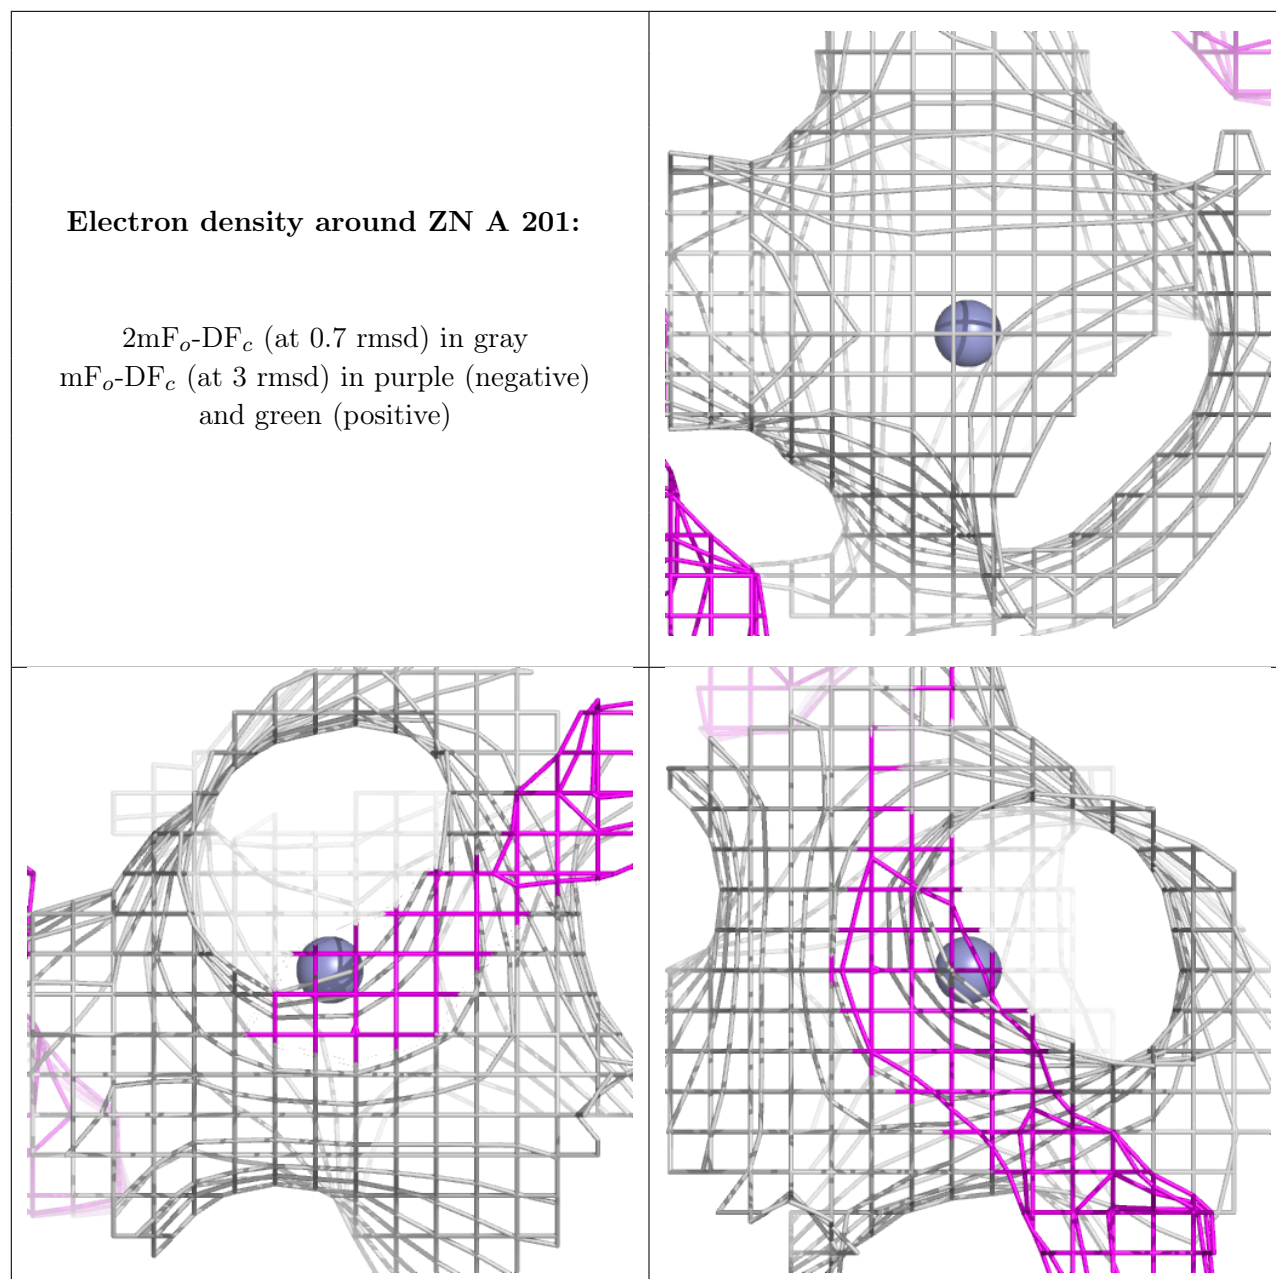 Electron density around ZN A 201:
2mFₒ-DF𝒸 (at 0.7 rmsd) in gray
mFₒ-DF𝒸 (at 3 rmsd) in purple (negative)
and green (positive)